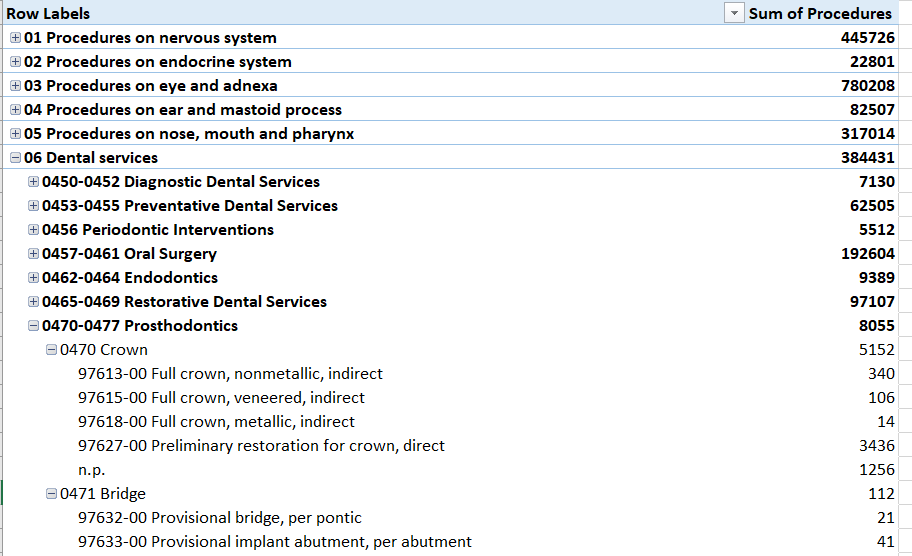 Row Labels Sum of Procedures
01 Procedures on nervous system 445726
02 Procedures on endocrine system 22801
03 Procedures on eye and adnexa 780208
04 Procedures on ear and mastoid process 82507
05 Procedures on nose, mouth and pharynx 317014
06 Dental services 384431
0450-0452 Diagnostic Dental Services 7130
0453-0455 Preventative Dental Services 62505
0456 Periodontic Interventions 5512
0457-0461 Oral Surgery 192604
0462-0464 Endodontics 9389
0465-0469 Restorative Dental Services 97107
0470-0477 Prosthodontics 8055
0470 Crown 5152
97613-00 Full crown, nonmetallic, indirect 340
97615-00 Full crown, veneered, indirect 106
97618-00 Full crown, metallic, indirect 14
97627-00 Preliminary restoration for crown, direct 3436
n.p. 1256
0471 Bridge 112
97632-00 Provisional bridge, per pontic 21
97633-00 Provisional implant abutment, per abutment 41